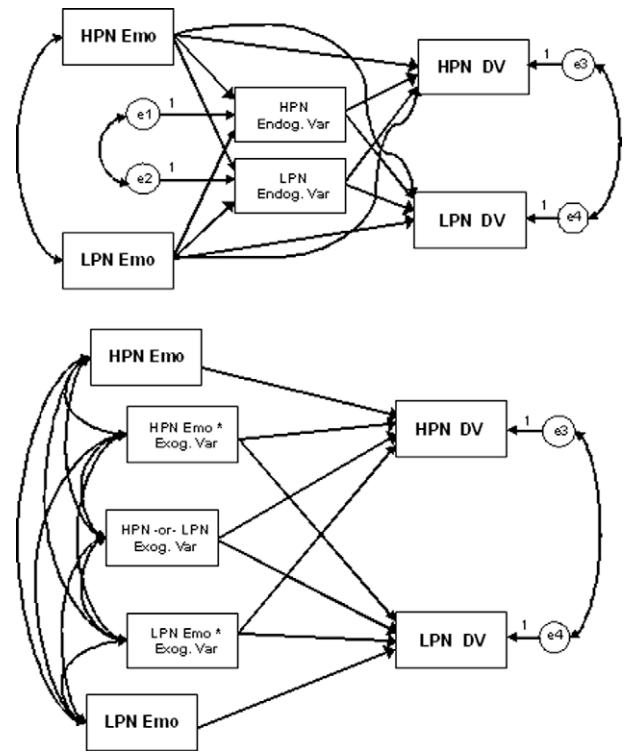 HPN Emo
HPN DV
1
e3
e1
1
HPN
Endog. Var
e2
1
LPN
Endog. Var
LPN DV
1
e4
LPN Emo
HPN Emo
HPN Emo *
Exog. Var
HPN DV
1
e3
HPN -or- LPN
Exog. Var
LPN Emo *
Exog. Var
LPN DV
1
e4
LPN Emo